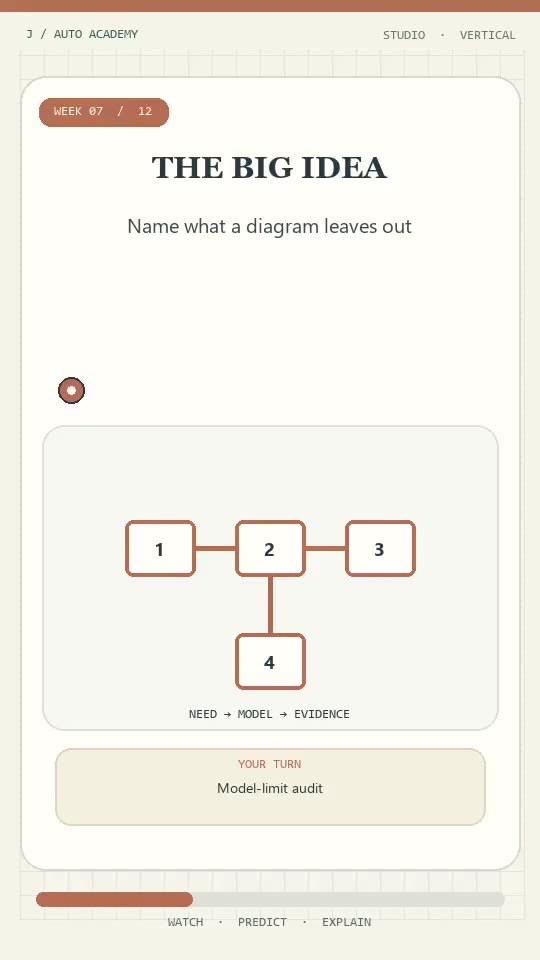 J / AUTO ACADEMY
STUDIO · VERTICAL
WEEK 07 / 12
THE BIG IDEA
Name what a diagram leaves out
1
2
3
4
NEED → MODEL → EVIDENCE
YOUR TURN
Model-limit audit
WATCH · PREDICT · EXPLAIN